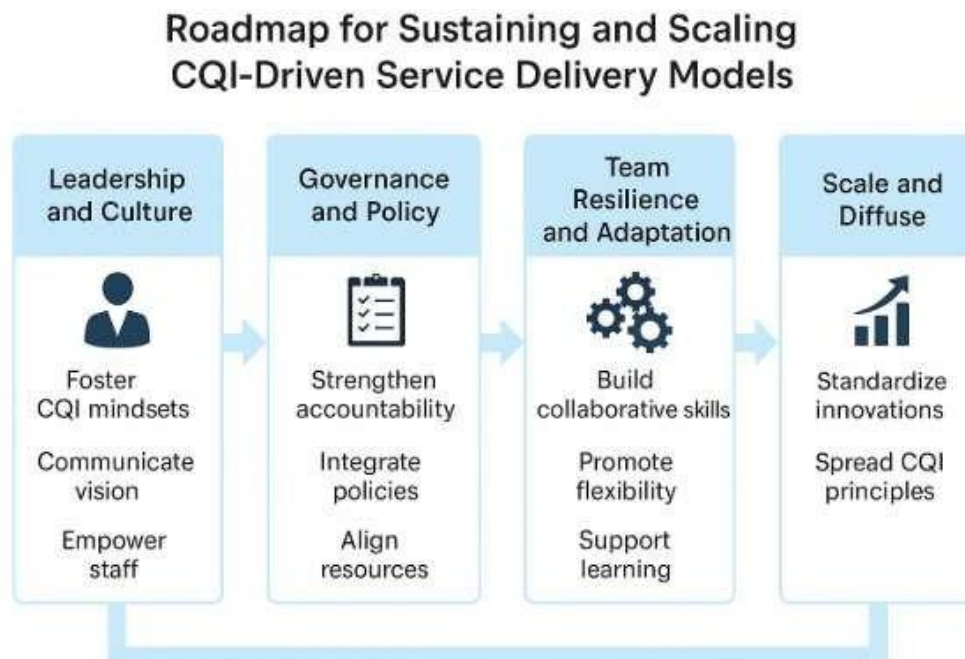 Roadmap for Sustaining and Scaling
CQI-Driven Service Delivery Models
Leadership
and Culture
Foster
CQI mindsets
Communicate
vision
Empower
staff
Governance
and Policy
Strengthen
accountability
Integrate
policies
Align
resources
Team
Resilience
and Adaptation
Build
collaborative skills
Promote
flexibility
Support
learning
Scale and
Diffuse
Standardize
innovations
Spread CQI
principles